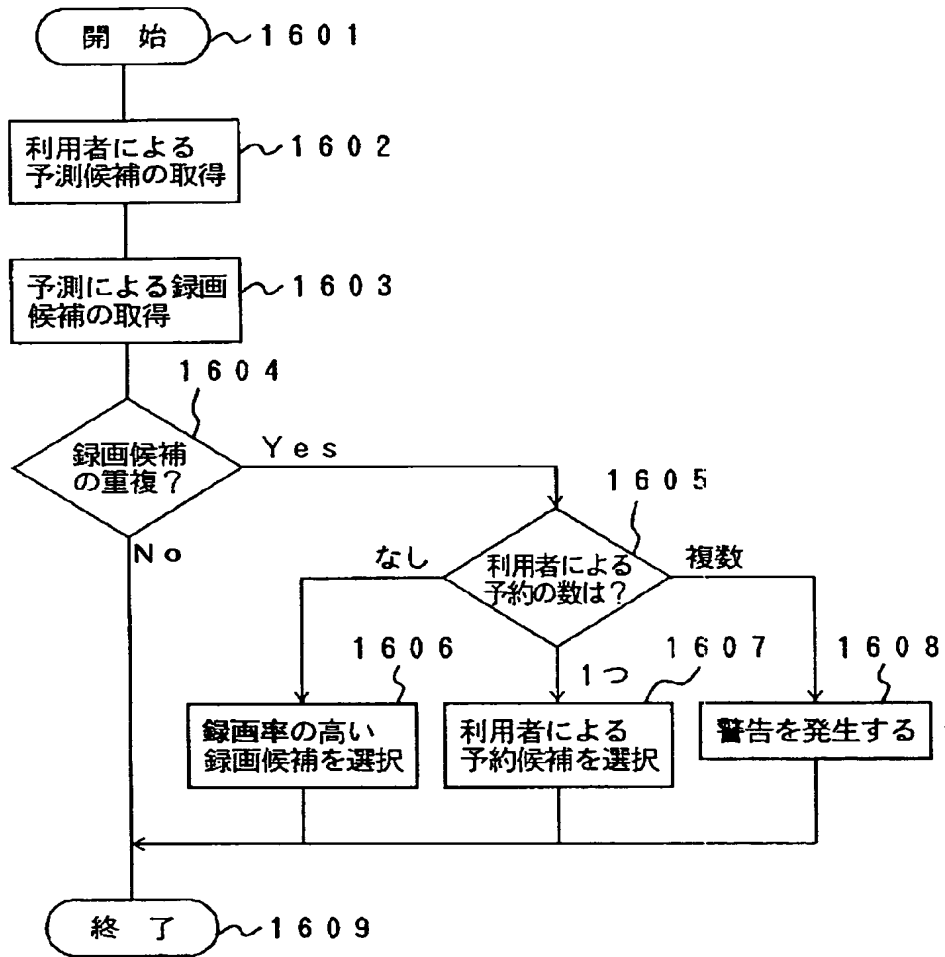 開 始
1601
利用者による
予測候補の取得
1602
予測による録画
候補の取得
1603
1604
録画候補
の重複?
Yes
No
1605
利用者による
予約の数は?
なし
複数
1つ
1606
録画率の高い
録画候補を選択
1607
利用者による
予約候補を選択
1608
警告を発生する
終 了
1609